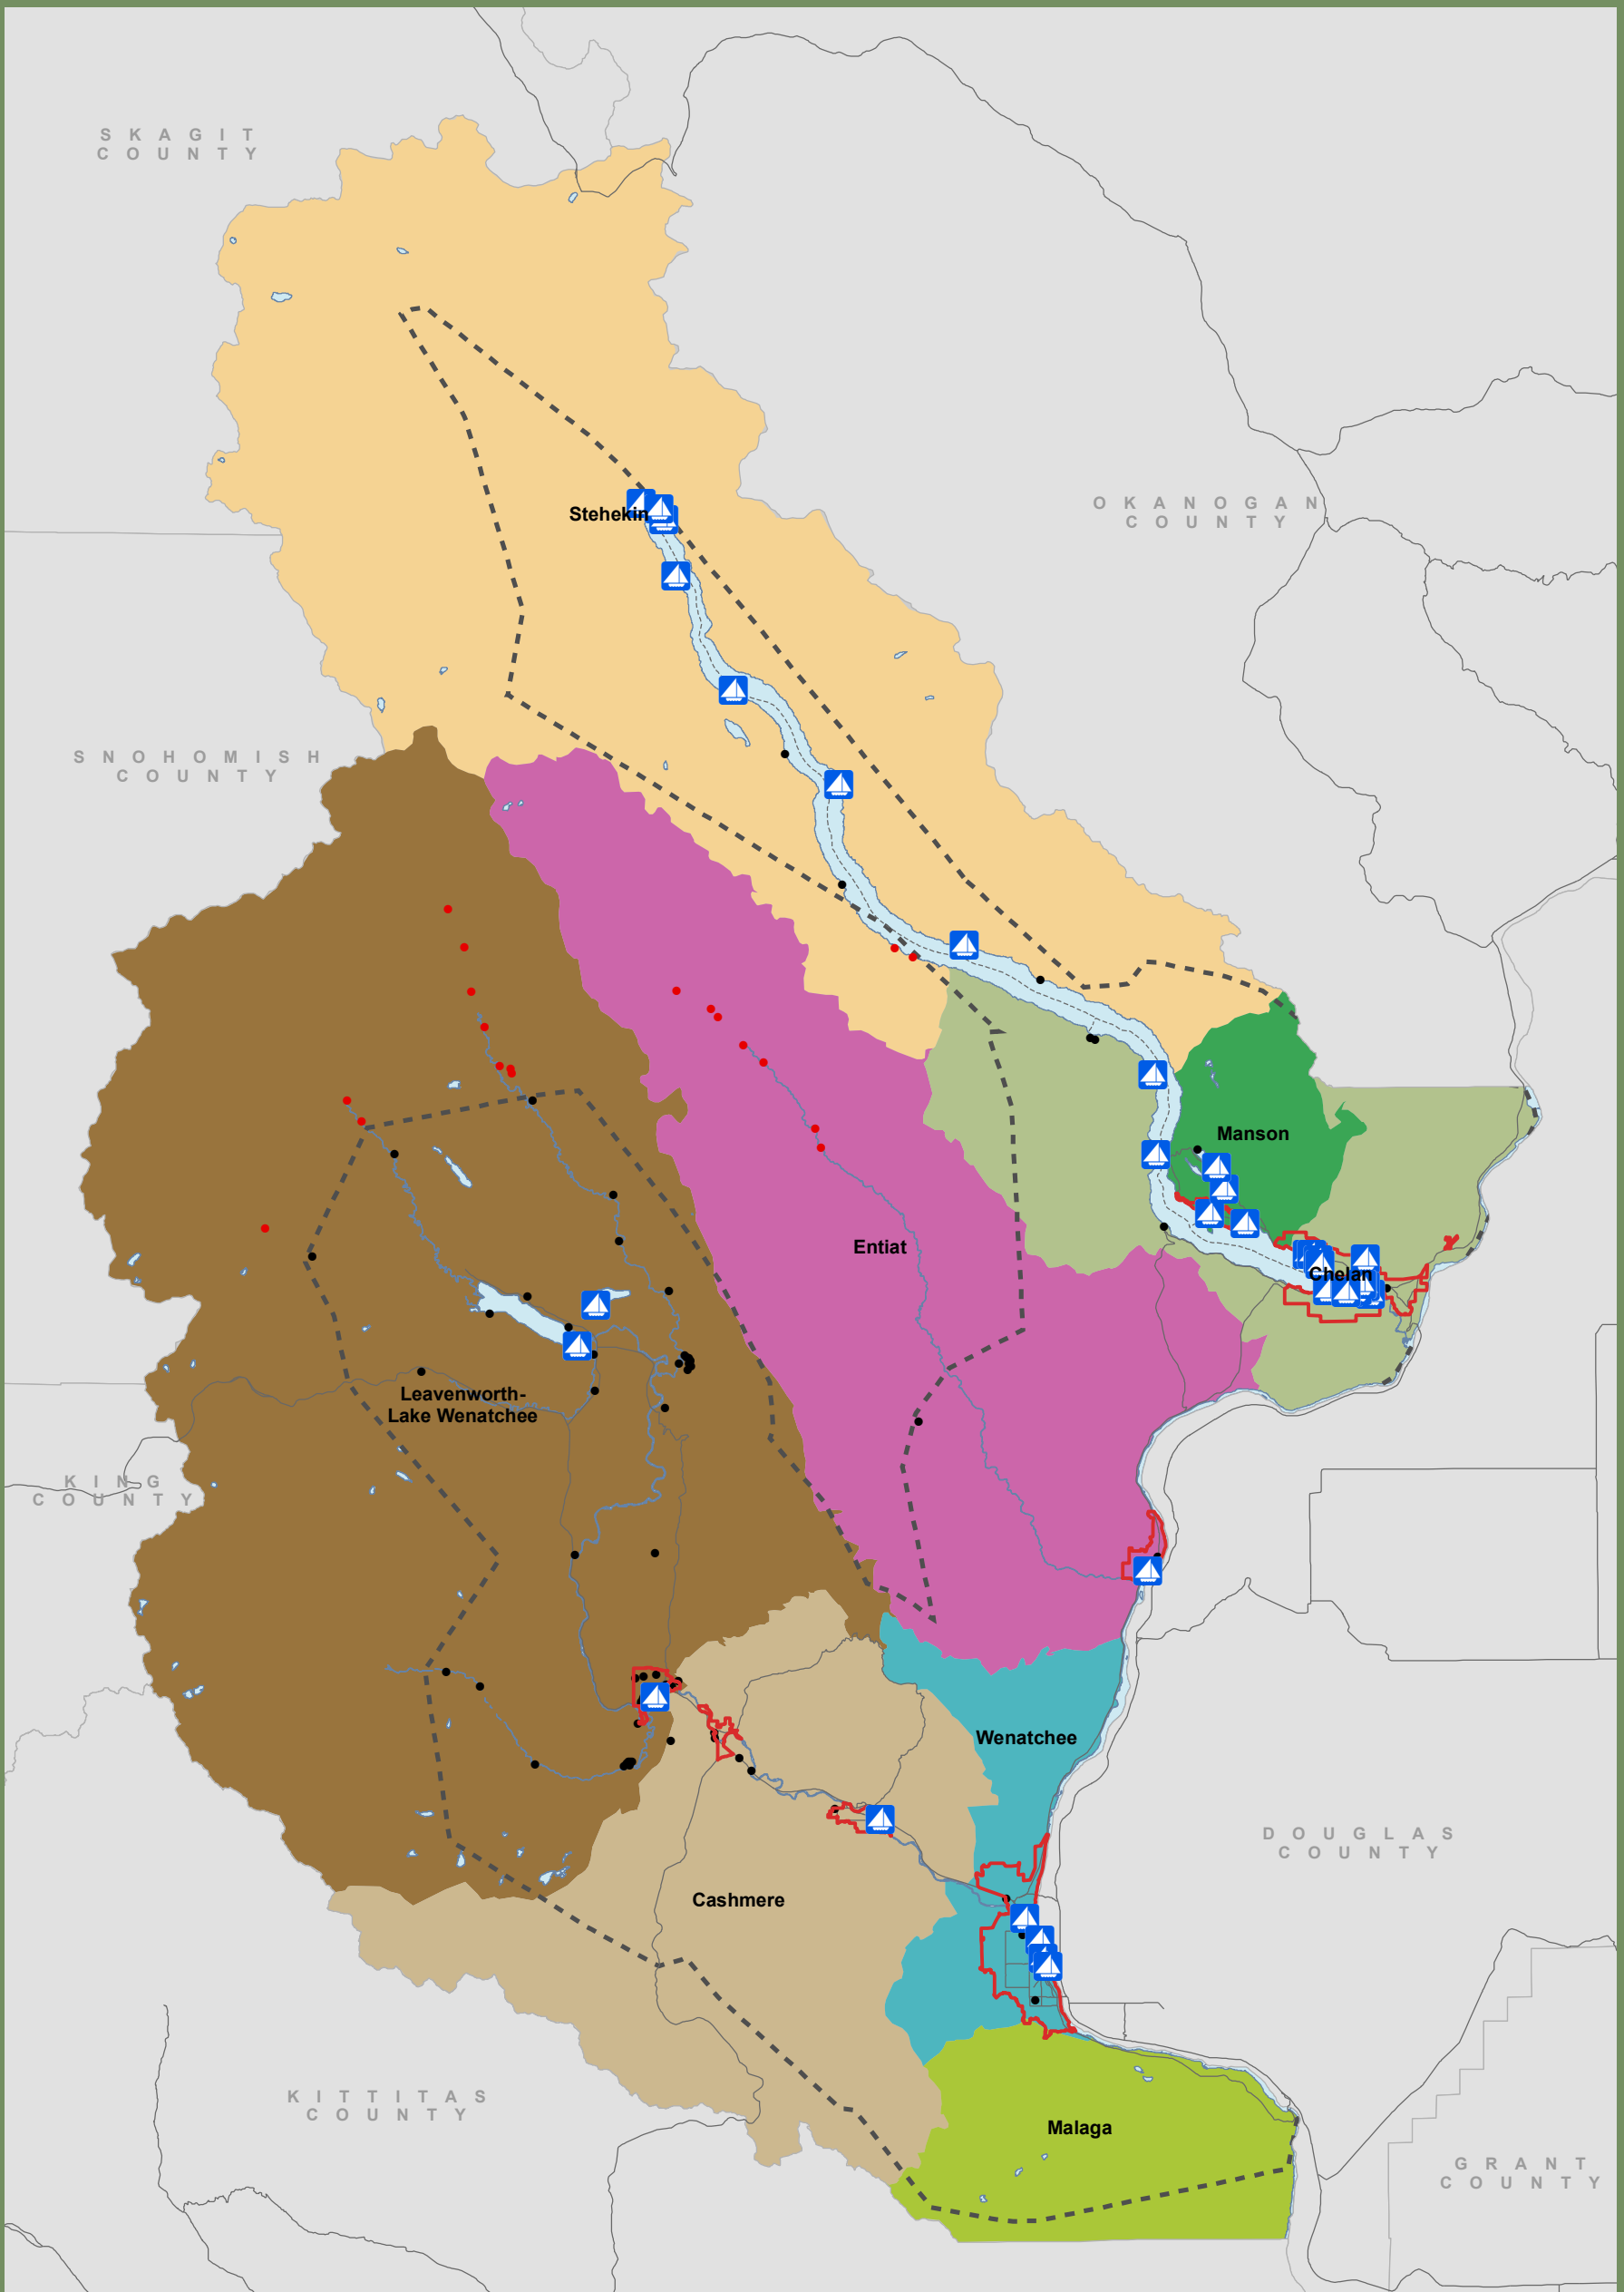 SKAGIT
COUNTY
OKANOGAN
COUNTY
Stehekin
SNOHOMISH
COUNTY
Manson
Entiat
Chelan
Leavenworth-
Lake Wenatchee
KING
COUNTY
Wenatchee
DOUGLAS
COUNTY
Cashmere
KITTITAS
COUNTY
Malaga
GRANT
COUNTY